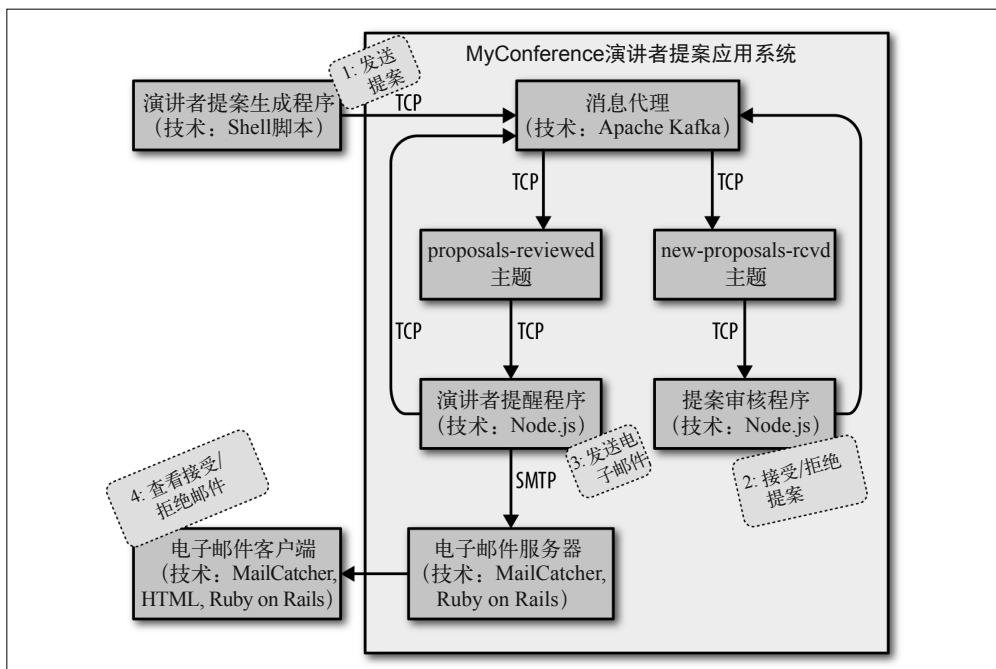 MyConference演讲者提案应用系统
1: 发送
提案
演讲者提案生成程序
（技术：Shell脚本）
TCP
消息代理
（技术：Apache Kafka）
TCP
TCP
proposals-reviewed
主题
new-proposals-rcvd
主题
TCP
TCP
TCP
演讲者提醒程序
（技术：Node.js）
提案审核程序
（技术：Node.js）
3: 发送电
子邮件
2: 接受/拒绝
提案
4: 查看接受/
拒绝邮件
SMTP
电子邮件客户端
（技术：MailCatcher,
HTML, Ruby on Rails）
电子邮件服务器
（技术：MailCatcher,
Ruby on Rails）